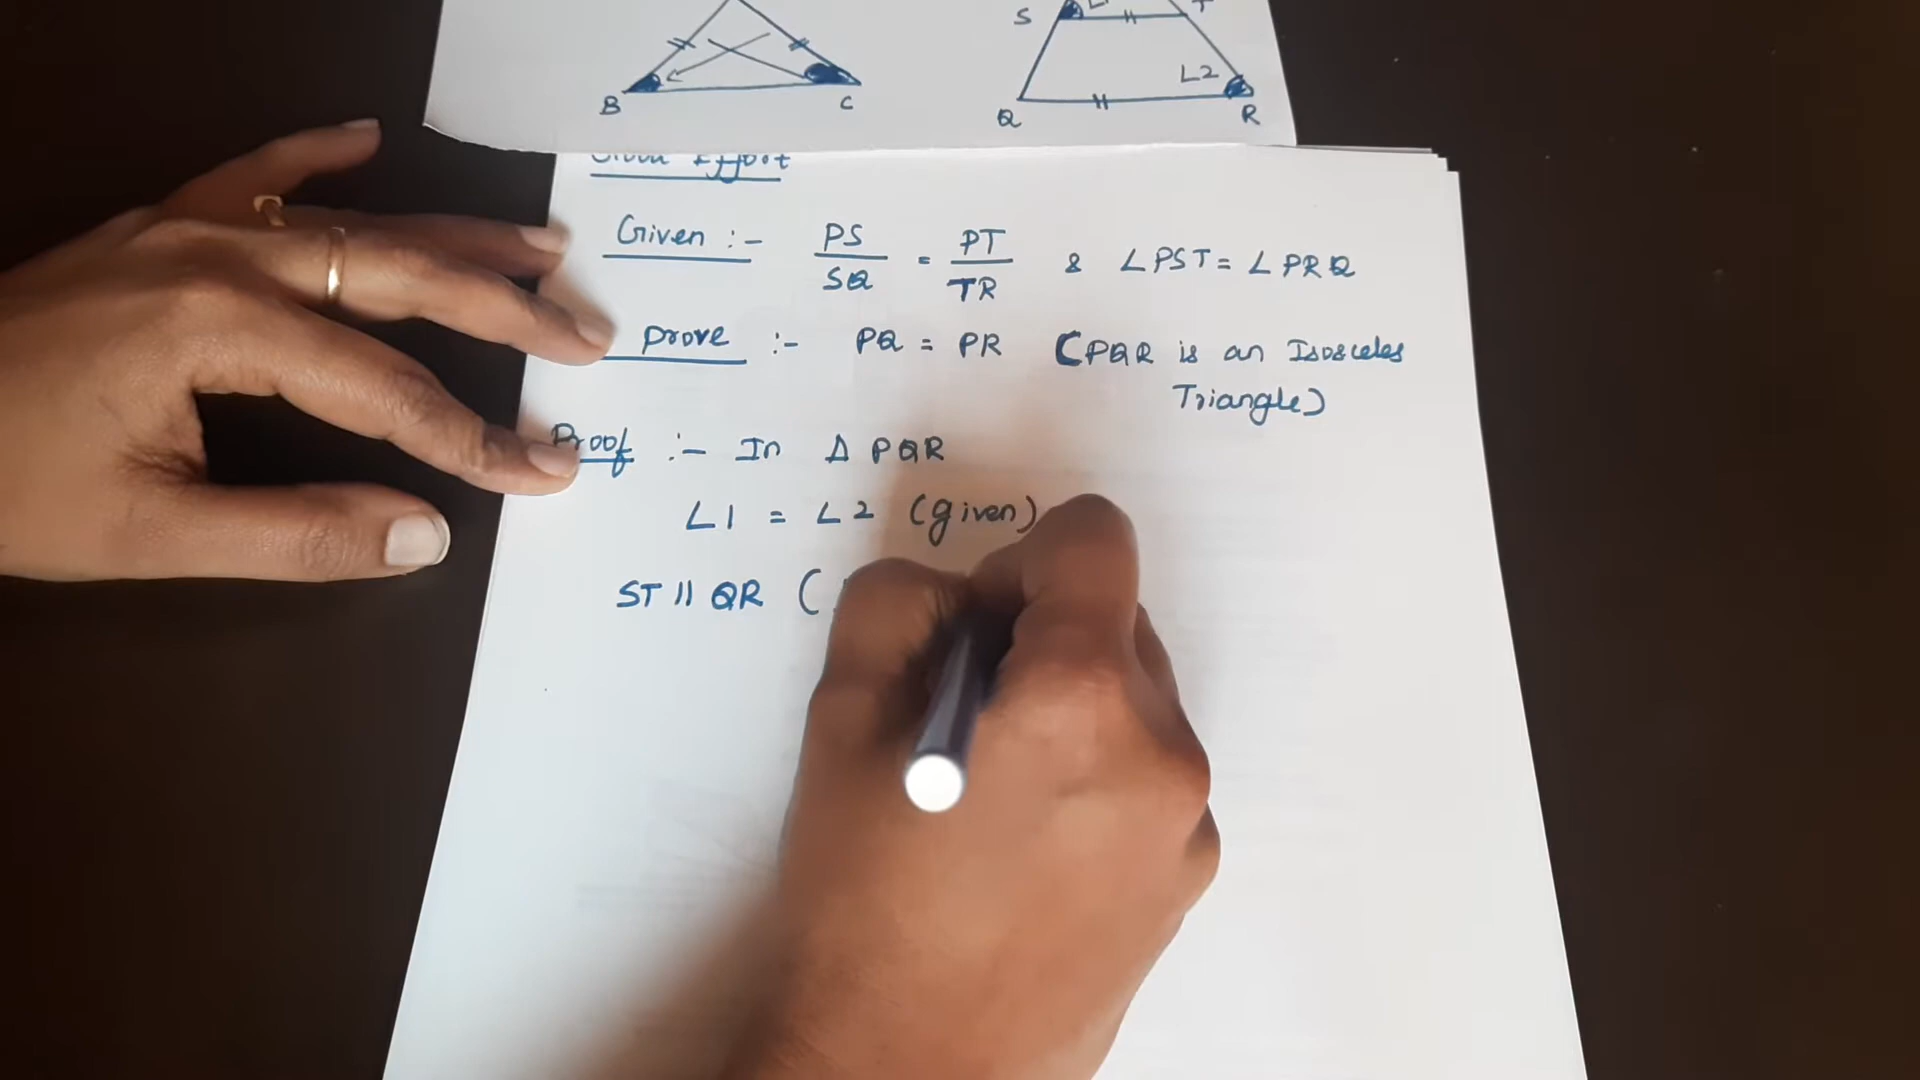 S T
L2
B C Q R
Given :- PS/SQ = PT/TR & ∠PST = ∠PRQ
Prove :- PQ = PR (PQR is an Isosceles
Triangle)
Proof :- In Δ PQR
∠1 = ∠2 (given)
ST || QR (